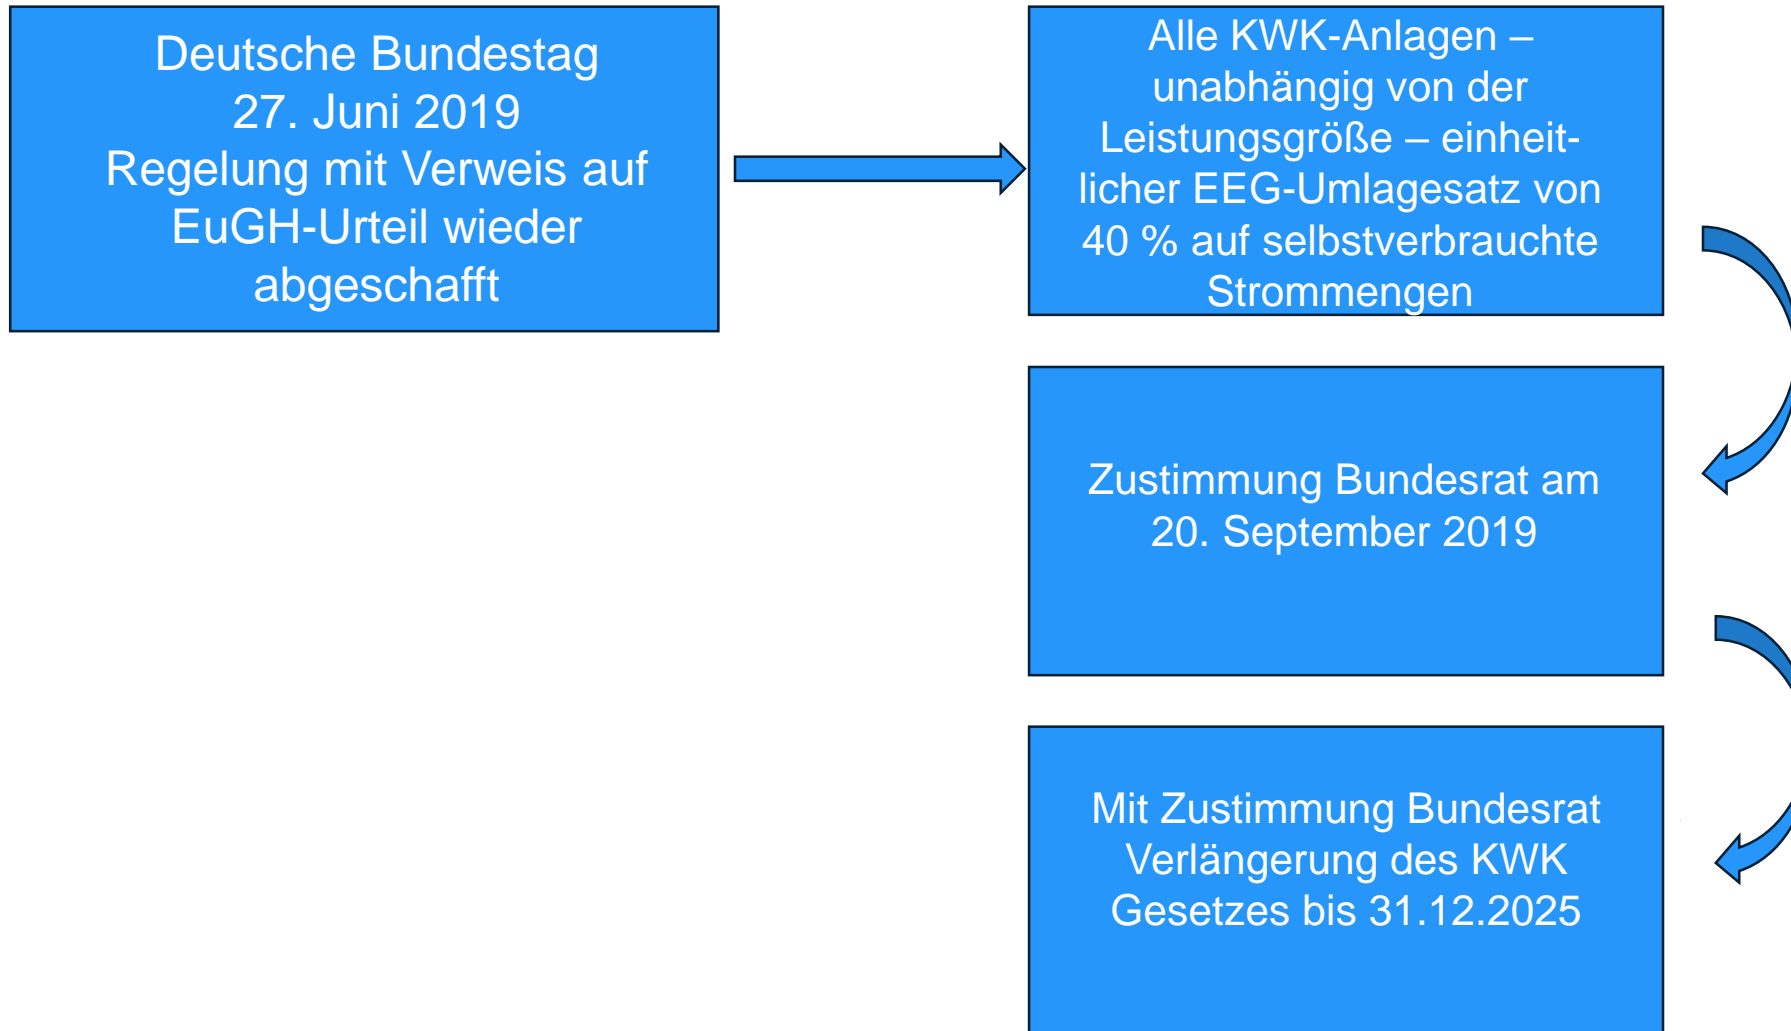 Deutsche Bundestag
27. Juni 2019
Regelung mit Verweis auf
EuGH-Urteil wieder
abgeschafft
Alle KWK-Anlagen –
unabhängig von der
Leistungsgröße – einheit-
licher EEG-Umlagesatz von
40 % auf selbstverbrauchte
Strommengen
Zustimmung Bundesrat am
20. September 2019
Mit Zustimmung Bundesrat
Verlängerung des KWK
Gesetzes bis 31.12.2025